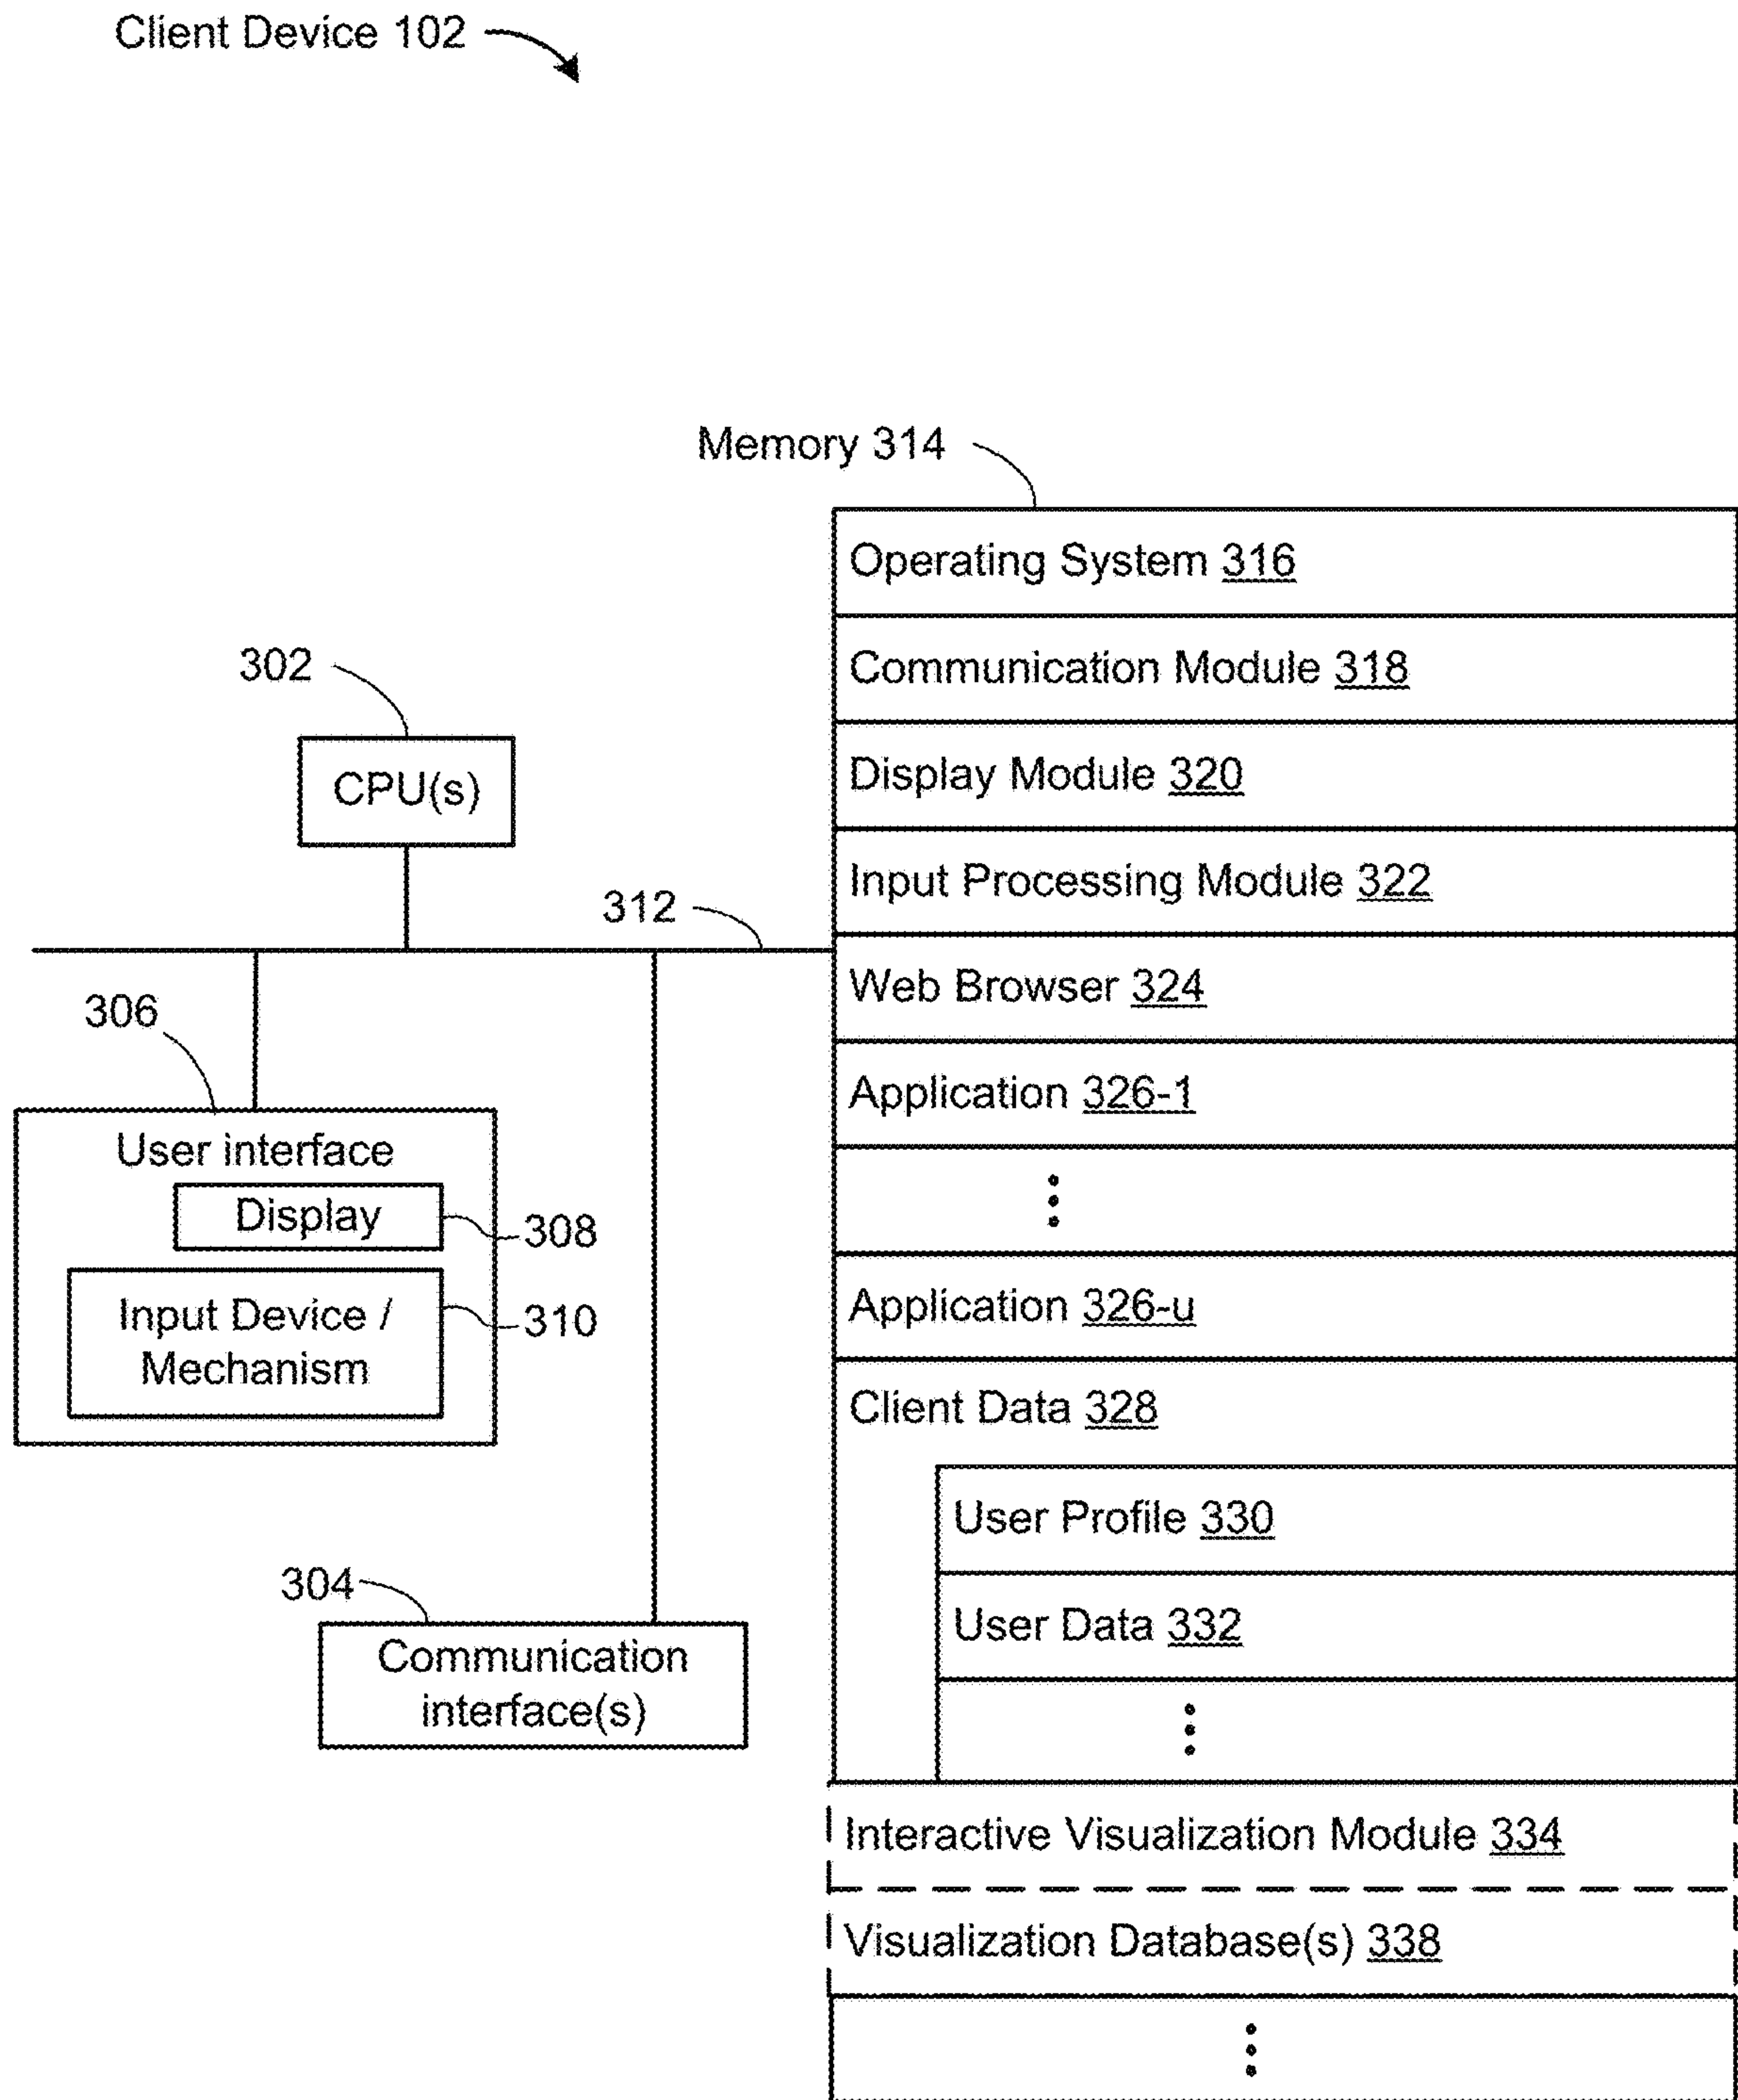 Client Device 102
Memory 314
Operating System 316
Communication Module 318
Display Module 320
Input Processing Module 322
Web Browser 324
Application 326-1
Application 326-u
Client Data 328
User Profile 330
User Data 332
Interactive Visualization Module 334
Visualization Database(s) 338
302
CPU(s)
312
306
User interface
Display
308
Input Device /
Mechanism
310
304
Communication
interface(s)